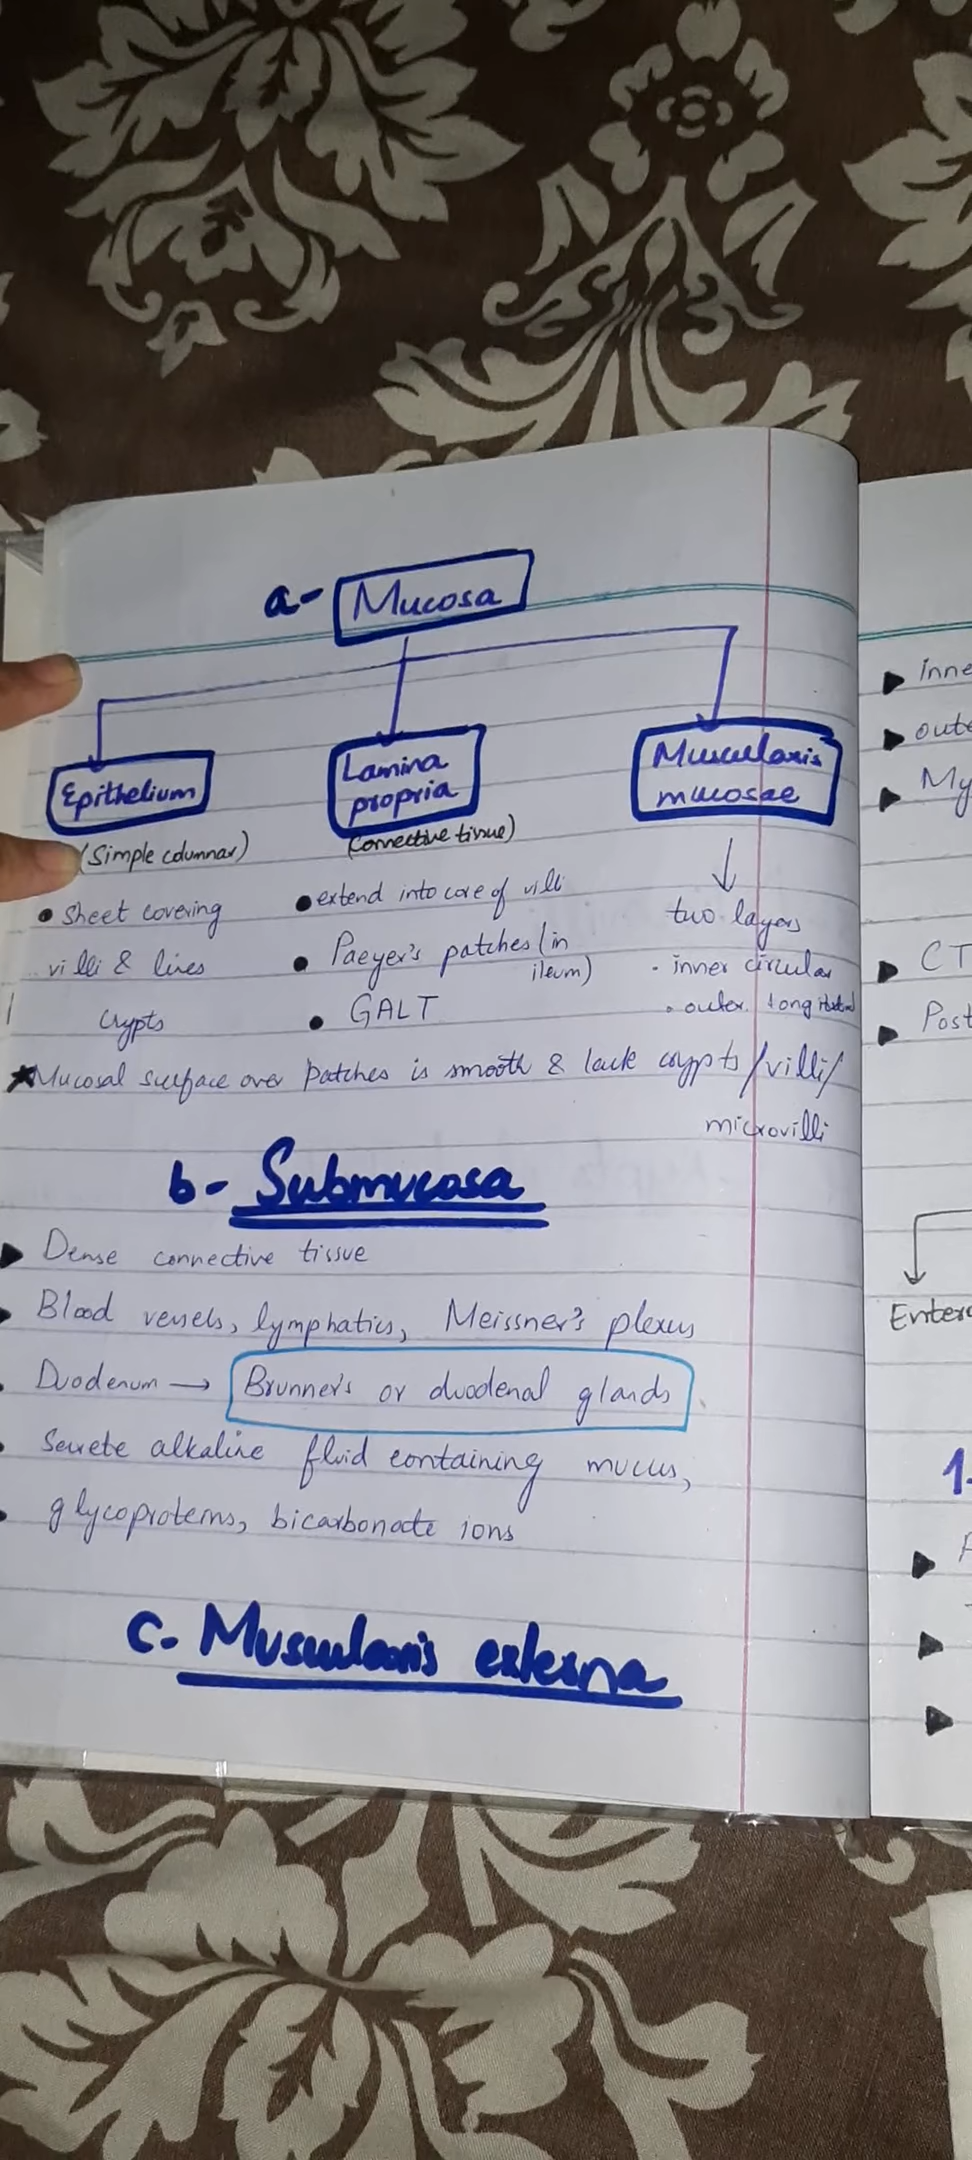 a- Mucosa
Epithelium
(Simple columnar)
• Sheet covering
villi & lines
crypts
Lamina
propria
(Connective tissue)
• extend into core of villi
• Paeyer's patches (in
ileum)
• GALT
Muscularis
mucosae
two layers
. inner circular
. outer longitudinal
★ Mucosal surface over patches is smooth & lack crypts/villi/
microvilli
b- Submucosa
▶ Dense connective tissue
▶ Blood vessels, lymphatics, Meissner's plexus
. Duodenum → Brunner's or duodenal glands
• Secrete alkaline fluid containing mucus,
• glycoproteins, bicarbonate ions
c. Muscularis externa
▶ inne
▶ oute
▶ My
▶ CT
▶ Post
Entero
1-